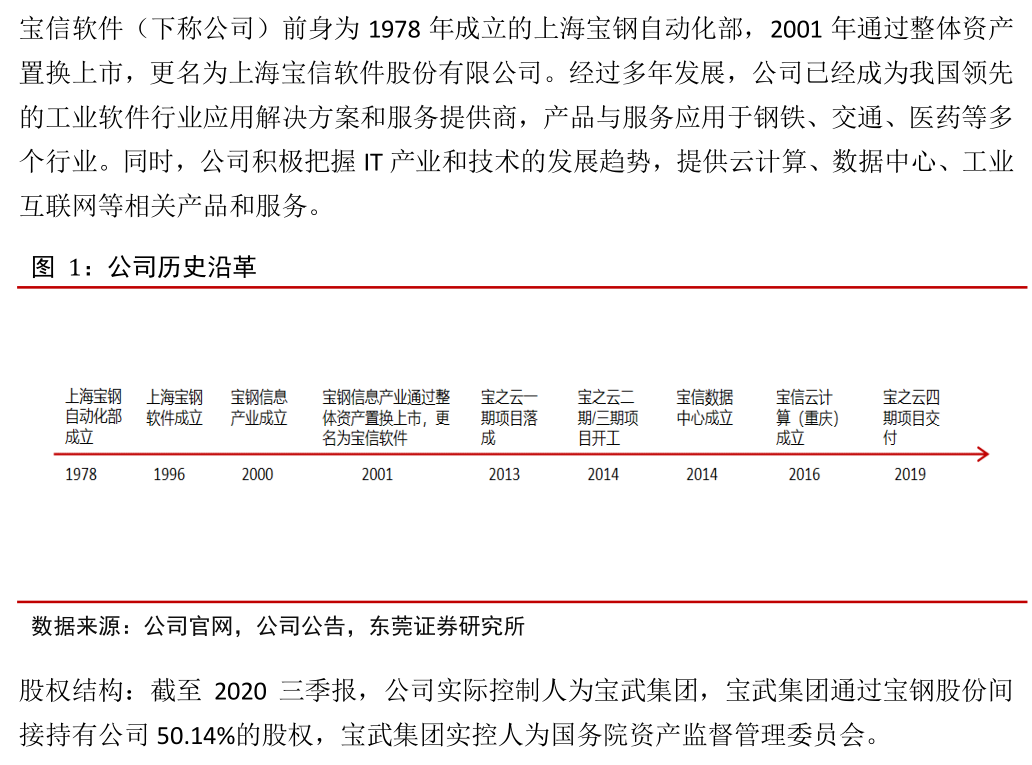 宝信软件（下称公司）前身为 1978 年成立的上海宝钢自动化部，2001 年通过整体资产
置换上市，更名为上海宝信软件股份有限公司。经过多年发展，公司已经成为我国领先
的工业软件行业应用解决方案和服务提供商，产品与服务应用于钢铁、交通、医药等多
个行业。同时，公司积极把握 IT 产业和技术的发展趋势，提供云计算、数据中心、工业
互联网等相关产品和服务。
图 1：公司历史沿革
上海宝钢
自动化部
成立
上海宝钢
软件成立
宝钢信息
产业成立
宝钢信息产业通过整
体资产置换上市，更
名为宝信软件
宝之云一
期项目落
成
宝之云二
期/三期项
目开工
宝信数据
中心成立
宝信云计
算（重庆）
成立
宝之云四
期项目交
付
1978 1996 2000 2001 2013 2014 2014 2016 2019
数据来源：公司官网，公司公告，东莞证券研究所
股权结构：截至 2020 三季报，公司实际控制人为宝武集团，宝武集团通过宝钢股份间
接持有公司 50.14%的股权，宝武集团实控人为国务院资产监督管理委员会。